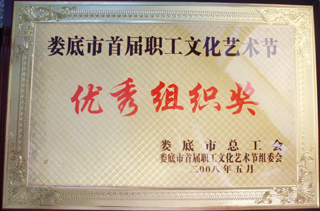 娄底市首届职工文化艺术节
优秀组织奖
娄底市总工会
娄底市首届职工文化艺术节组委会
二00八年五月